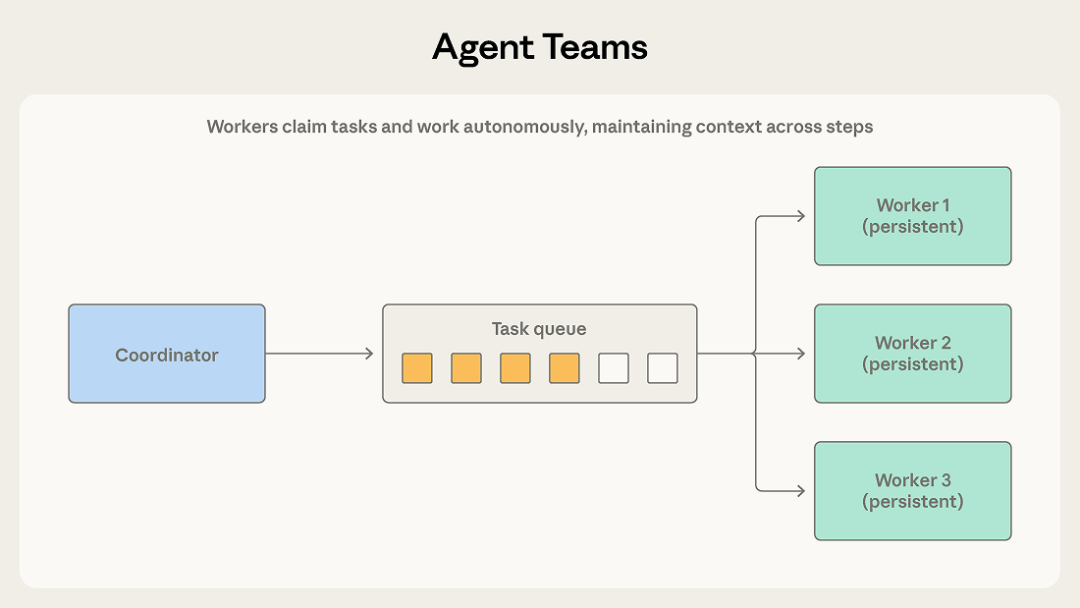 Agent Teams
Workers claim tasks and work autonomously, maintaining context across steps
Worker 1
(persistent)
Coordinator
Task queue
Worker 2
(persistent)
Worker 3
(persistent)